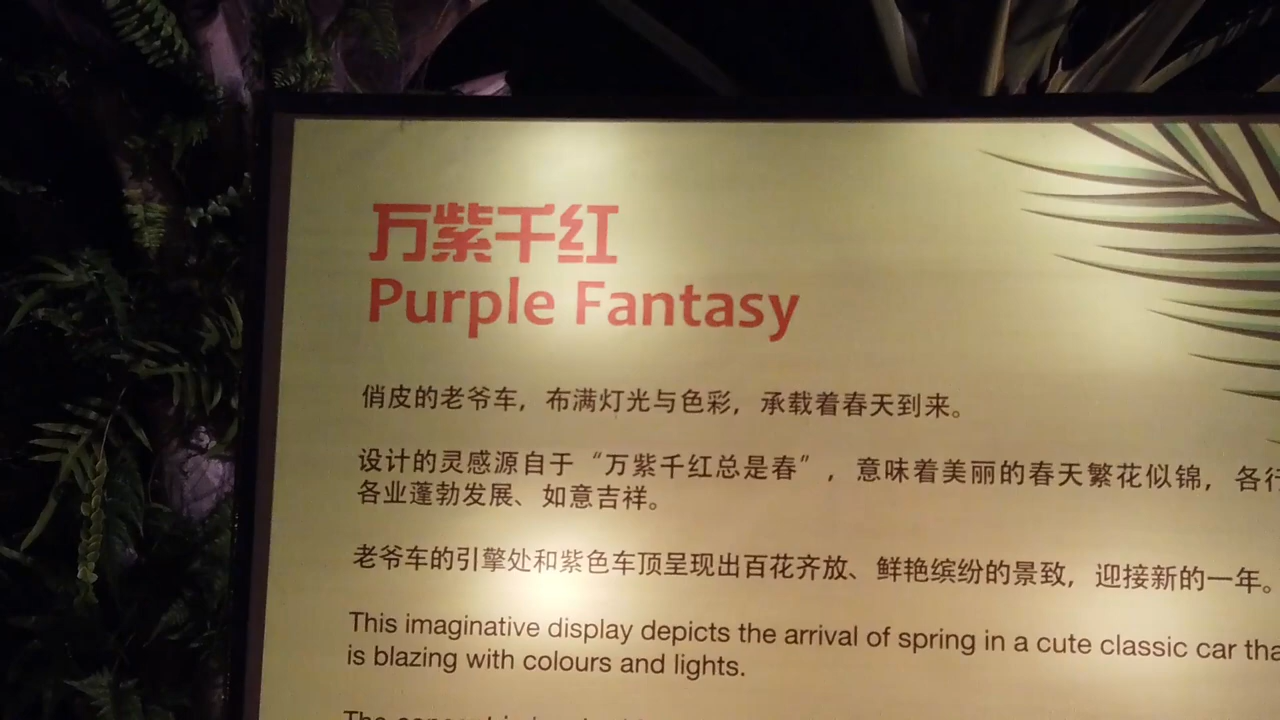 万紫千红
Purple Fantasy
俏皮的老爷车，布满灯光与色彩，承载着春天到来。
设计的灵感源自于“万紫千红总是春”，意味着美丽的春天繁花似锦，各行
各业蓬勃发展、如意吉祥。
老爷车的引擎处和紫色车顶呈现出百花齐放、鲜艳缤纷的景致，迎接新的一年。
This imaginative display depicts the arrival of spring in a cute classic car tha
is blazing with colours and lights.
The